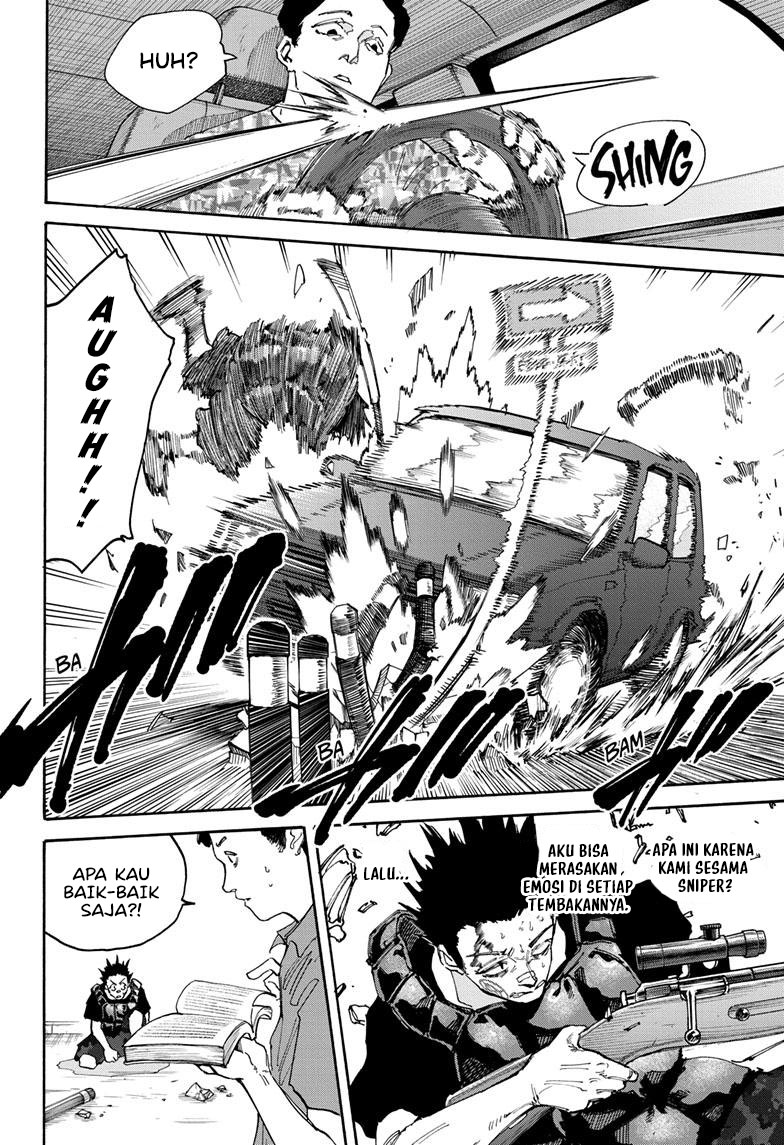 HUH?
SHING
AUGHH!!
BA
BA
BAM
APA INI KARENA
KAMI SESAMA
SNIPER?
AKU BISA
MERASAKAN
EMOSI DI SETIAP
TEMBAKANNYA.
LALU...
APA KAU
BAIK-BAIK
SAJA?!